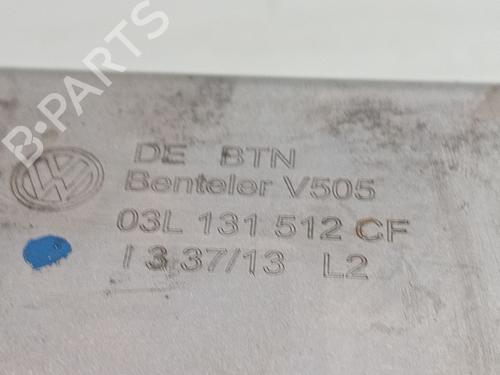 B-PARTS
DE BTN
Benteler V505
03L 131 512 CF
I 3 37/13 L2